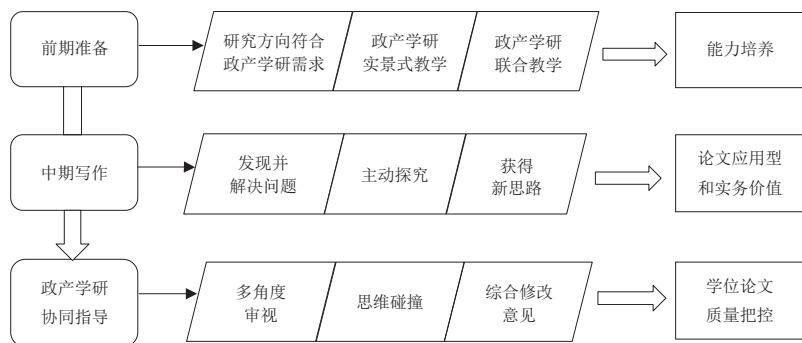 前期准备
研究方向符合
政产学研需求
政产学研
实景式教学
政产学研
联合教学
能力培养
中期写作
发现并
解决问题
主动探究
获得
新思路
论文应用型
和实务价值
政产学研
协同指导
多角度
审视
思维碰撞
综合修改
意见
学位论文
质量把控